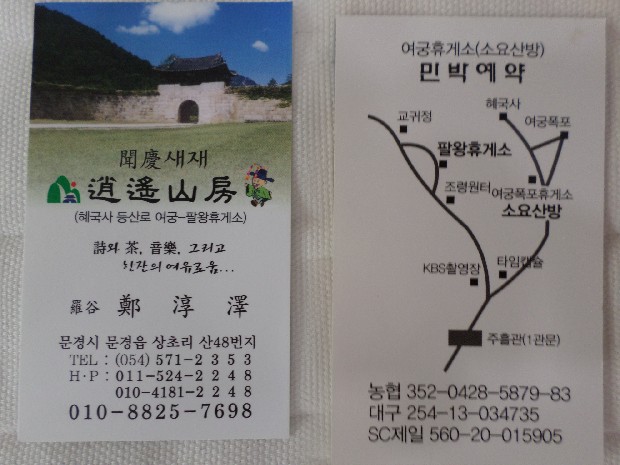 聞慶새재
逍遙山房
(혜국사 등산로 여궁-팔왕휴게소)
詩와 茶, 音樂, 그리고
한잔의 여유로움...
羅谷 鄭淳澤
문경시 문경읍 상초리 산48번지
TEL : (054) 571-2353
H·P : 011-524-2248
010-4181-2248
010-8825-7698
여궁휴게소(소요산방)
민박예약
혜국사
교귀정
여궁폭포
팔왕휴게소
조령원터
여궁폭포휴게소
소요산방
타임캡슐
KBS촬영장
주흘관(1관문)
농협 352-0428-5879-83
대구 254-13-034735
SC제일 560-20-015905